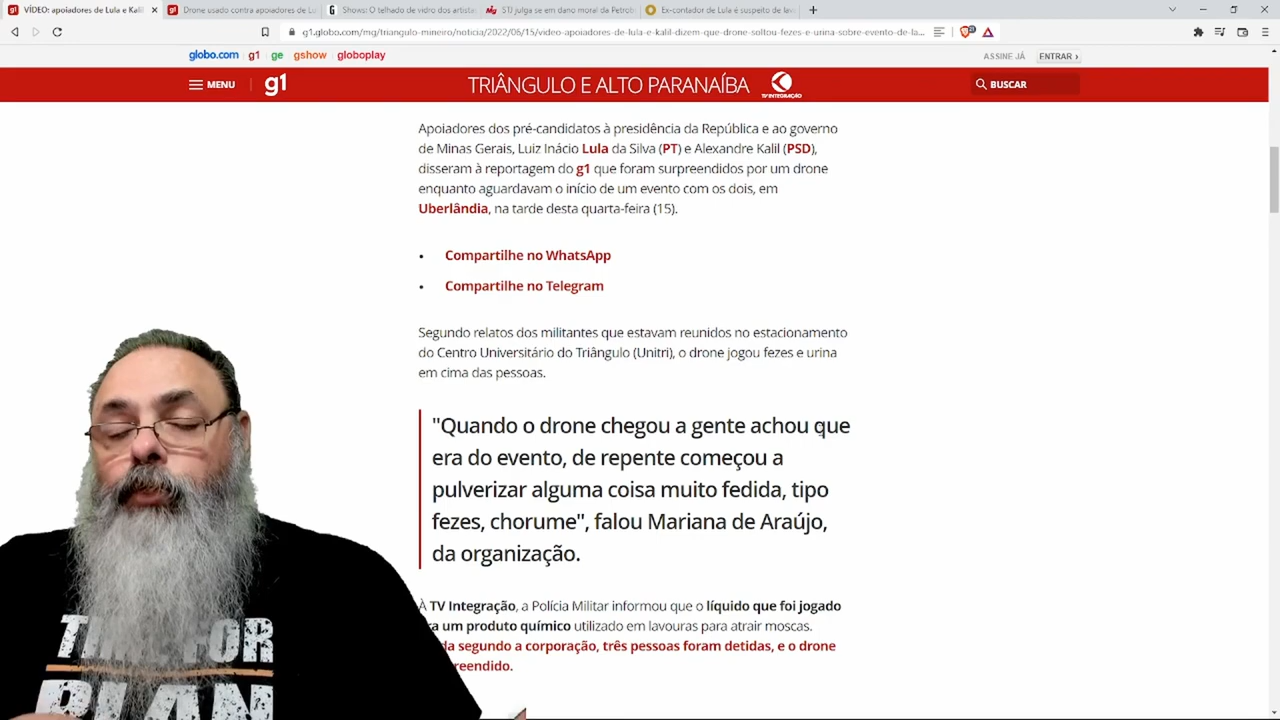 VÍDEO: apoiadores de Lula e Kalil
Drone usado contra apoiadores de Lu
Shows: O telhado de vidro dos artista
STJ julga se em dano moral da Petrob
Ex-contador de Lula é suspeito de lav
g1.globo.com/mg/triangulo-mineiro/noticia/2022/06/15/video-apoiadores-de-lula-e-kalil-dizem-que-drone-soltou-fezes-e-urina-sobre-evento-de-la...
globo.com g1 ge gshow globoplay
ASSINE JÁ ENTRAR ›
MENU g1 TRIÂNGULO E ALTO PARANAÍBA TV INTEGRAÇÃO BUSCAR
Apoiadores dos pré-candidatos à presidência da República e ao governo
de Minas Gerais, Luiz Inácio Lula da Silva (PT) e Alexandre Kalil (PSD),
disseram à reportagem do g1 que foram surpreendidos por um drone
enquanto aguardavam o início de um evento com os dois, em
Uberlândia, na tarde desta quarta-feira (15).
• Compartilhe no WhatsApp
• Compartilhe no Telegram
Segundo relatos dos militantes que estavam reunidos no estacionamento
do Centro Universitário do Triângulo (Unitri), o drone jogou fezes e urina
em cima das pessoas.
"Quando o drone chegou a gente achou que
era do evento, de repente começou a
pulverizar alguma coisa muito fedida, tipo
fezes, chorume", falou Mariana de Araújo,
da organização.
À TV Integração, a Polícia Militar informou que o líquido que foi jogado
um produto químico utilizado em lavouras para atrair moscas.
segundo a corporação, três pessoas foram detidas, e o drone
PLAN